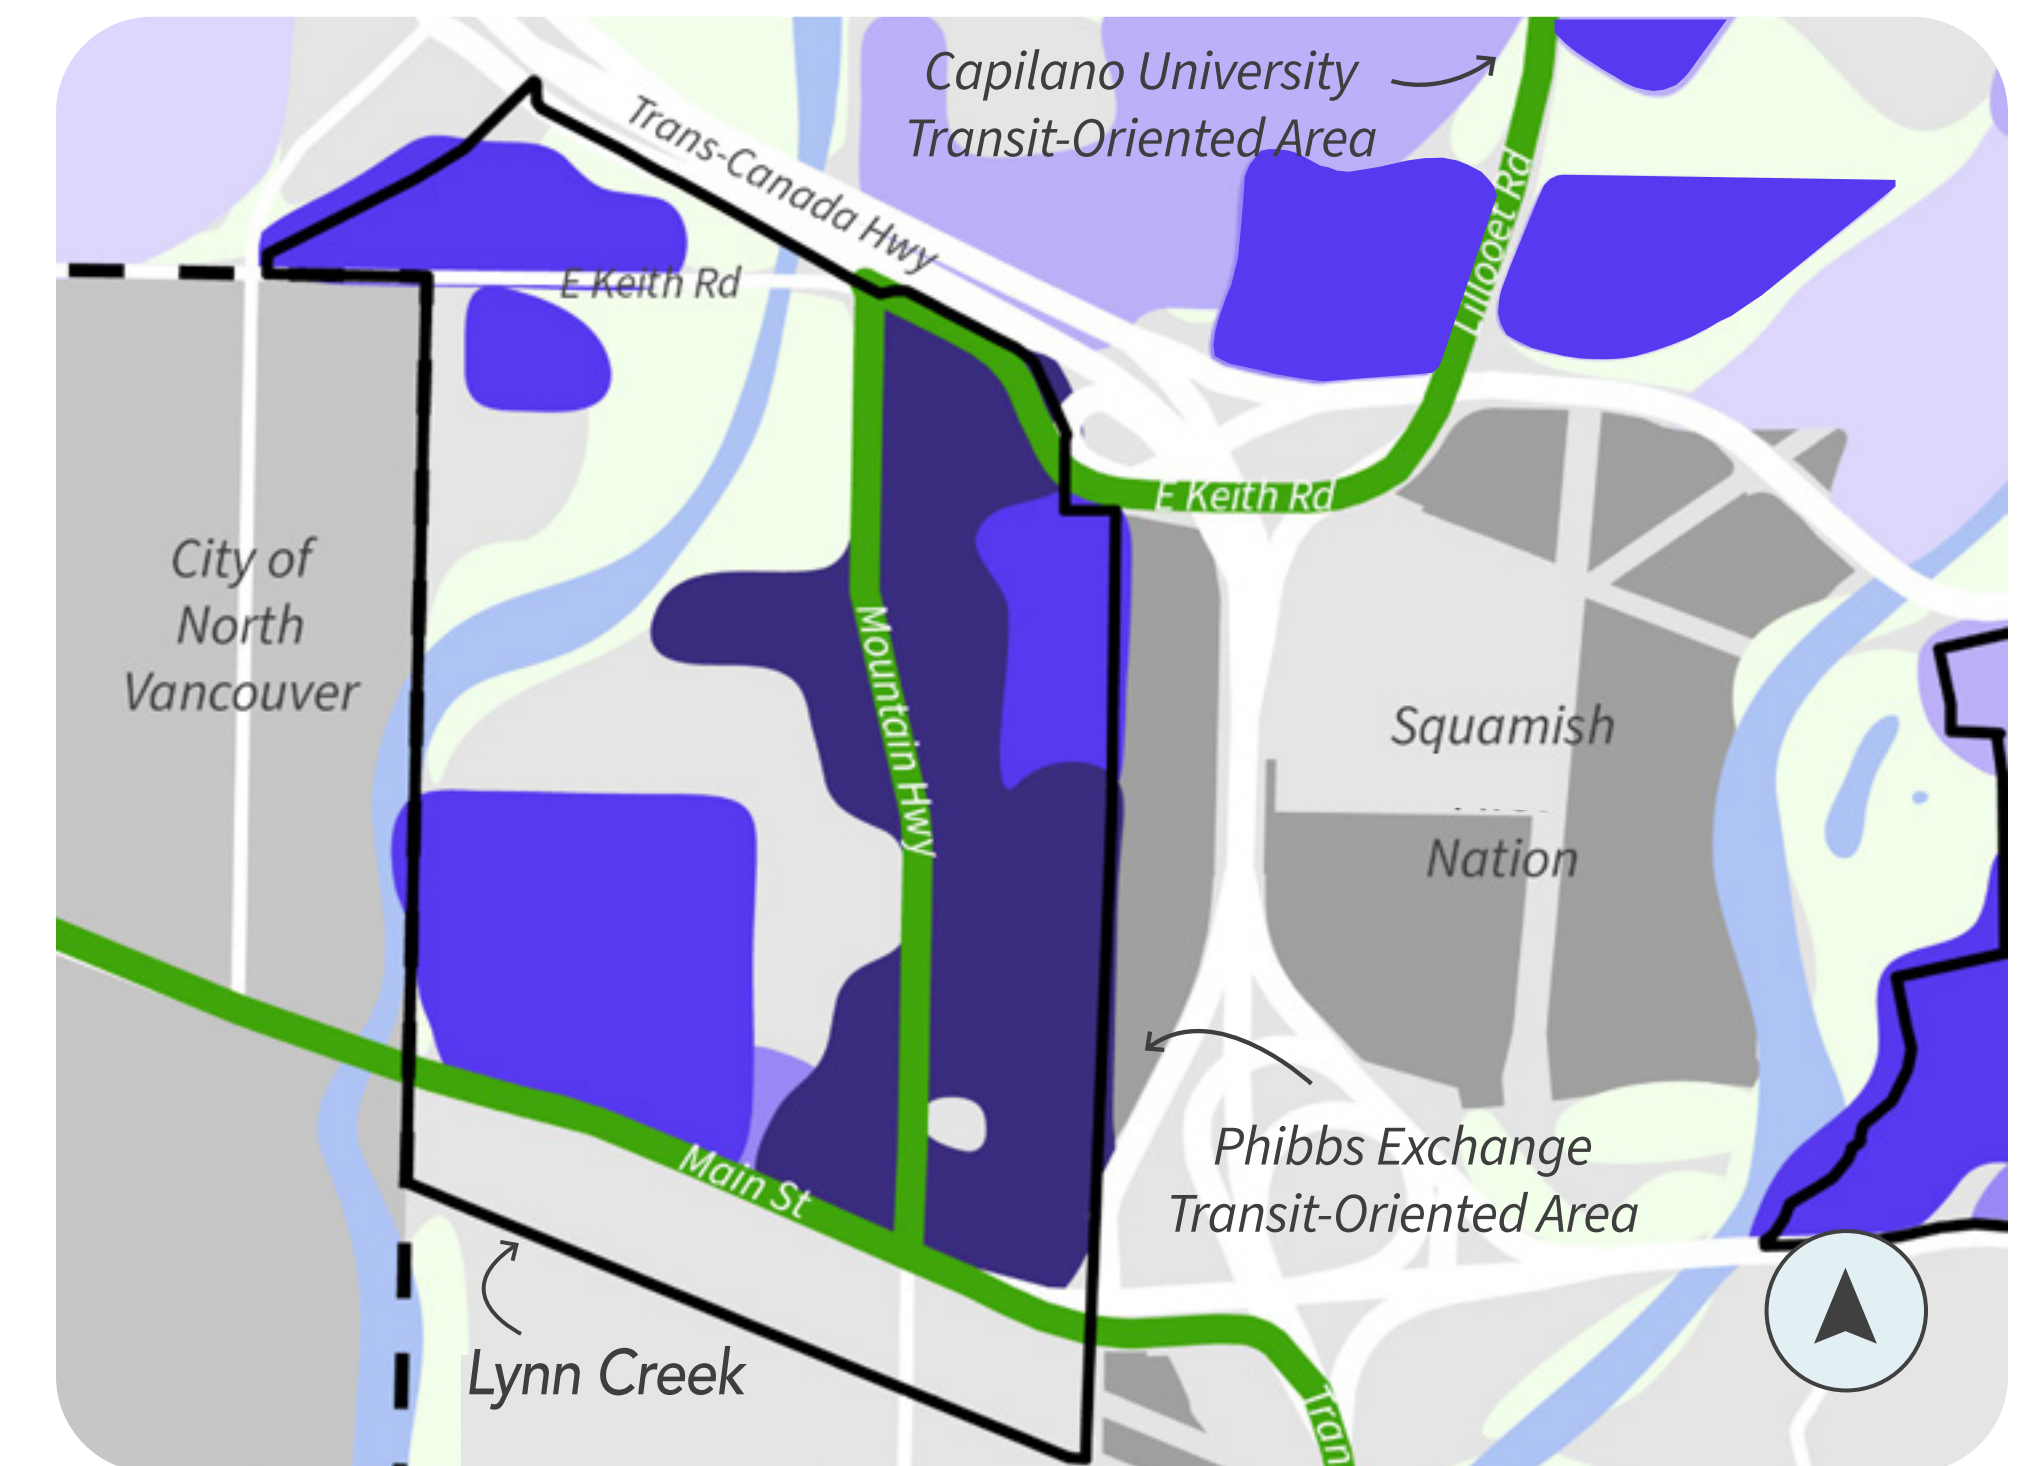 Capilano University
Transit-Oriented Area
Trans-Canada Hwy
Lillooet Rd
E Keith Rd
E Keith Rd
City of
North
Vancouver
Mountain Hwy
Squamish
Nation
Phibbs Exchange
Transit-Oriented Area
Main St
Lynn Creek
Tran